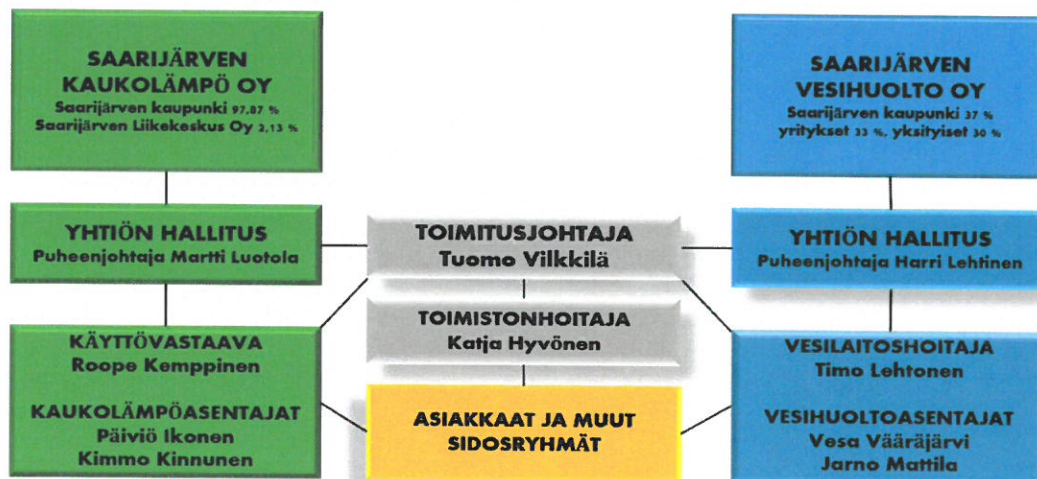 SAARIJÄRVEN
KAUKOLÄMPÖ OY
Saarijärven kaupunki 97,87 %
Saarijärven Liikekeskus Oy 2,13 %
SAARIJÄRVEN
VESIHUOLTO OY
Saarijärven kaupunki 37 %
yritykset 33 %, yksityiset 30 %
YHTIÖN HALLITUS
Puheenjohtaja Martti Luotola
TOIMITUSJOHTAJA
Tuomo Vilkkilä
YHTIÖN HALLITUS
Puheenjohtaja Harri Lehtinen
TOIMISTONHOITAJA
Katja Hyvönen
KÄYTTÖVASTAAVA
Roope Kemppinen
KAUKOLÄMPÖASENTAJAT
Päiviö Ikonen
Kimmo Kinnunen
ASIAKKAAT JA MUUT
SIDOSRYHMÄT
VESILAITOSHOITAJA
Timo Lehtonen
VESIHUOLTOASENTAJAT
Vesa Vääräjärvi
Jarno Mattila